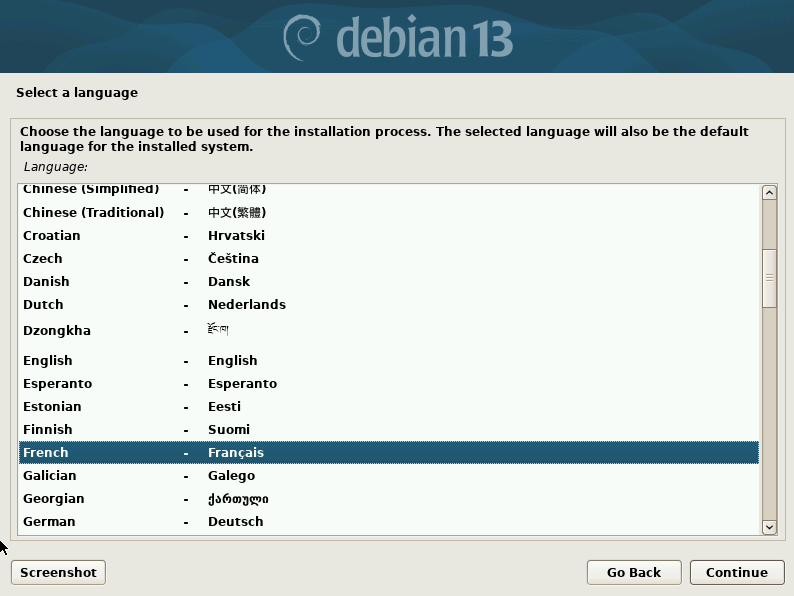 debian 13
Select a language
Choose the language to be used for the installation process. The selected language will also be the default
language for the installed system.
Language:
Chinese (Simplified) - 中文(简体)
Chinese (Traditional) - 中文(繁體)
Croatian - Hrvatski
Czech - Čeština
Danish - Dansk
Dutch - Nederlands
Dzongkha - རྫོང་ཁ།
English - English
Esperanto - Esperanto
Estonian - Eesti
Finnish - Suomi
French - Français
Galician - Galego
Georgian - ქართული
German - Deutsch
Screenshot Go Back Continue